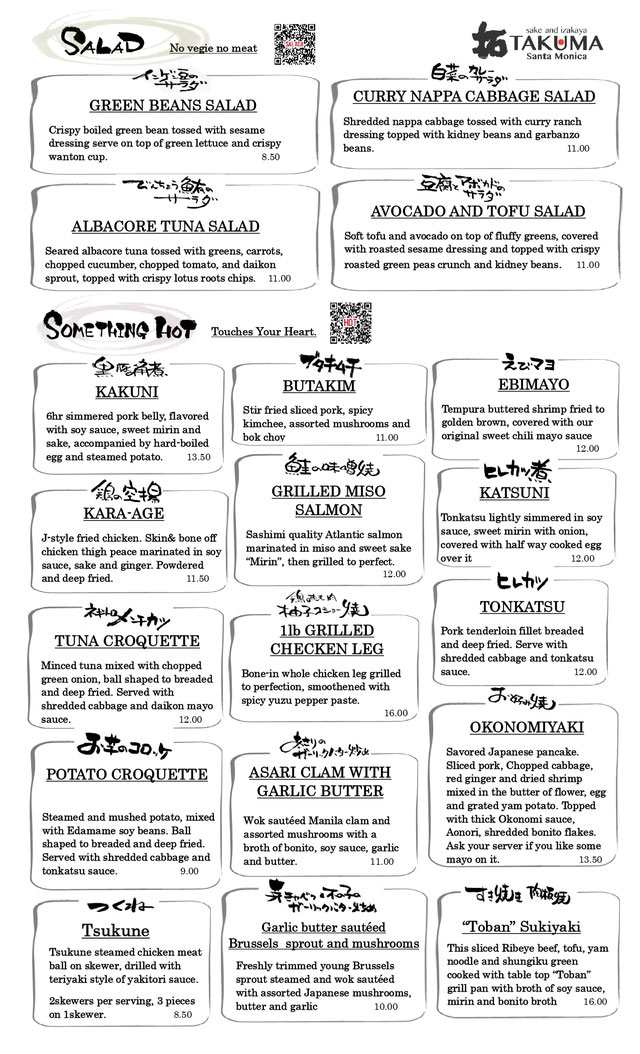 SALAD
No vegie no meat
SALADA
sake and izakaya
拓 TAKUMA
Santa Monica
インゲン豆の
サラダ
GREEN BEANS SALAD
Crispy boiled green bean tossed with sesame
dressing serve on top of green lettuce and crispy
wanton cup. 8.50
白菜のカレー
サラダ
CURRY NAPPA CABBAGE SALAD
Shredded nappa cabbage tossed with curry ranch
dressing topped with kidney beans and garbanzo
beans. 11.00
びんちょう鮪の
サーラダ
ALBACORE TUNA SALAD
Seared albacore tuna tossed with greens, carrots,
chopped cucumber, chopped tomato, and daikon
sprout, topped with crispy lotus roots chips. 11.00
豆腐とアボカドの
サラダ
AVOCADO AND TOFU SALAD
Soft tofu and avocado on top of fluffy greens, covered
with roasted sesame dressing and topped with crispy
roasted green peas crunch and kidney beans. 11.00
SOMETHING HOT
Touches Your Heart.
HOT
黒豚角煮
KAKUNI
6hr simmered pork belly, flavored
with soy sauce, sweet mirin and
sake, accompanied by hard-boiled
egg and steamed potato. 13.50
ブタキムチ
BUTAKIM
Stir fried sliced pork, spicy
kimchee, assorted mushrooms and
bok choy 11.00
えびマヨ
EBIMAYO
Tempura buttered shrimp fried to
golden brown, covered with our
original sweet chili mayo sauce
12.00
鶏の空揚
KARA-AGE
J-style fried chicken. Skin& bone off
chicken thigh peace marinated in soy
sauce, sake and ginger. Powdered
and deep fried. 11.50
鮭の味噌焼
GRILLED MISO
SALMON
Sashimi quality Atlantic salmon
marinated in miso and sweet sake
“Mirin”, then grilled to perfect.
12.00
ヒレカツ煮
KATSUNI
Tonkatsu lightly simmered in soy
sauce, sweet mirin with onion,
covered with half way cooked egg
over it 12.00
ネギトロメンチカツ
TUNA CROQUETTE
Minced tuna mixed with chopped
green onion, ball shaped to breaded
and deep fried. Served with
shredded cabbage and daikon mayo
sauce. 12.00
鶏もも肉
柚子コショー焼
1lb GRILLED
CHECKEN LEG
Bone-in whole chicken leg grilled
to perfection, smoothened with
spicy yuzu pepper paste.
16.00
ヒレカツ
TONKATSU
Pork tenderloin fillet breaded
and deep fried. Serve with
shredded cabbage and tonkatsu
sauce. 12.00
お芋のコロッケ
POTATO CROQUETTE
Steamed and mushed potato, mixed
with Edamame soy beans. Ball
shaped to breaded and deep fried.
Served with shredded cabbage and
tonkatsu sauce. 9.00
あさりの
ガーリックバター炒め
ASARI CLAM WITH
GARLIC BUTTER
Wok sautéed Manila clam and
assorted mushrooms with a
broth of bonito, soy sauce, garlic
and butter. 11.00
お好み焼
OKONOMIYAKI
Savored Japanese pancake.
Sliced pork, Chopped cabbage,
red ginger and dried shrimp
mixed in the butter of flower, egg
and grated yam potato. Topped
with thick Okonomi sauce,
Aonori, shredded bonito flakes.
Ask your server if you like some
mayo on it. 13.50
つくね
Tsukune
Tsukune steamed chicken meat
ball on skewer, drilled with
teriyaki style of yakitori sauce.
2skewers per serving, 3 pieces
on 1skewer. 8.50
芽きゃべつと木の子
ガーリックバター炒め
Garlic butter sautéed
Brussels sprout and mushrooms
Freshly trimmed young Brussels
sprout steamed and wok sautéed
with assorted Japanese mushrooms,
butter and garlic 10.00
すき焼き 陶板焼
“Toban” Sukiyaki
This sliced Ribeye beef, tofu, yam
noodle and shungiku green
cooked with table top “Toban”
grill pan with broth of soy sauce,
mirin and bonito broth 16.00